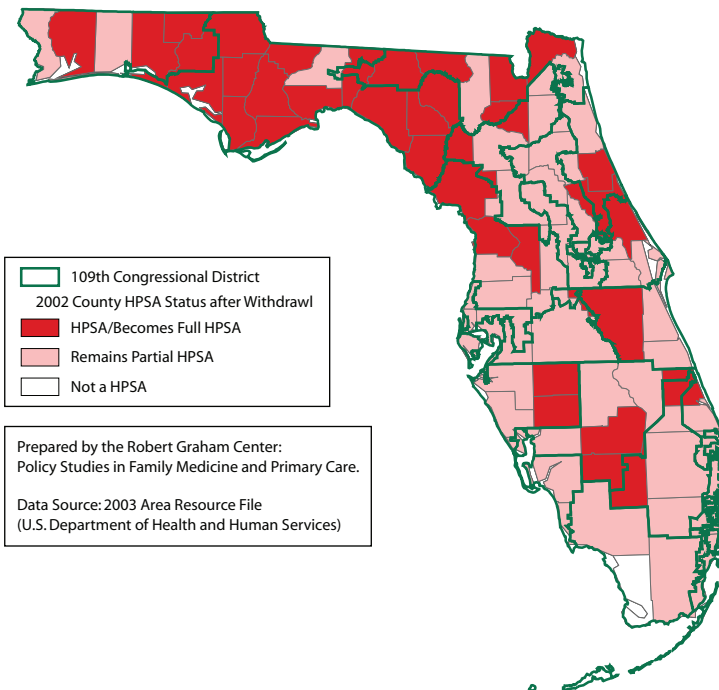 109th Congressional District
2002 County HPSA Status after Withdrawl
HPSA/Becomes Full HPSA
Remains Partial HPSA
Not a HPSA
Prepared by the Robert Graham Center:
Policy Studies in Family Medicine and Primary Care.
Data Source: 2003 Area Resource File
(U.S. Department of Health and Human Services)